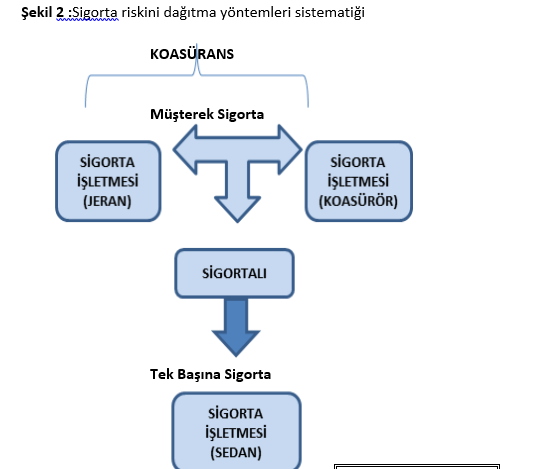 Şekil 2 :Sigorta riskini dağıtma yöntemleri sistematiği
KOASÜRANS
Müşterek Sigorta
SİGORTA
İŞLETMESİ
(JERAN)
SİGORTA
İŞLETMESİ
(KOASÜRÖR)
SİGORTALI
Tek Başına Sigorta
SİGORTA
İŞLETMESİ
(SEDAN)